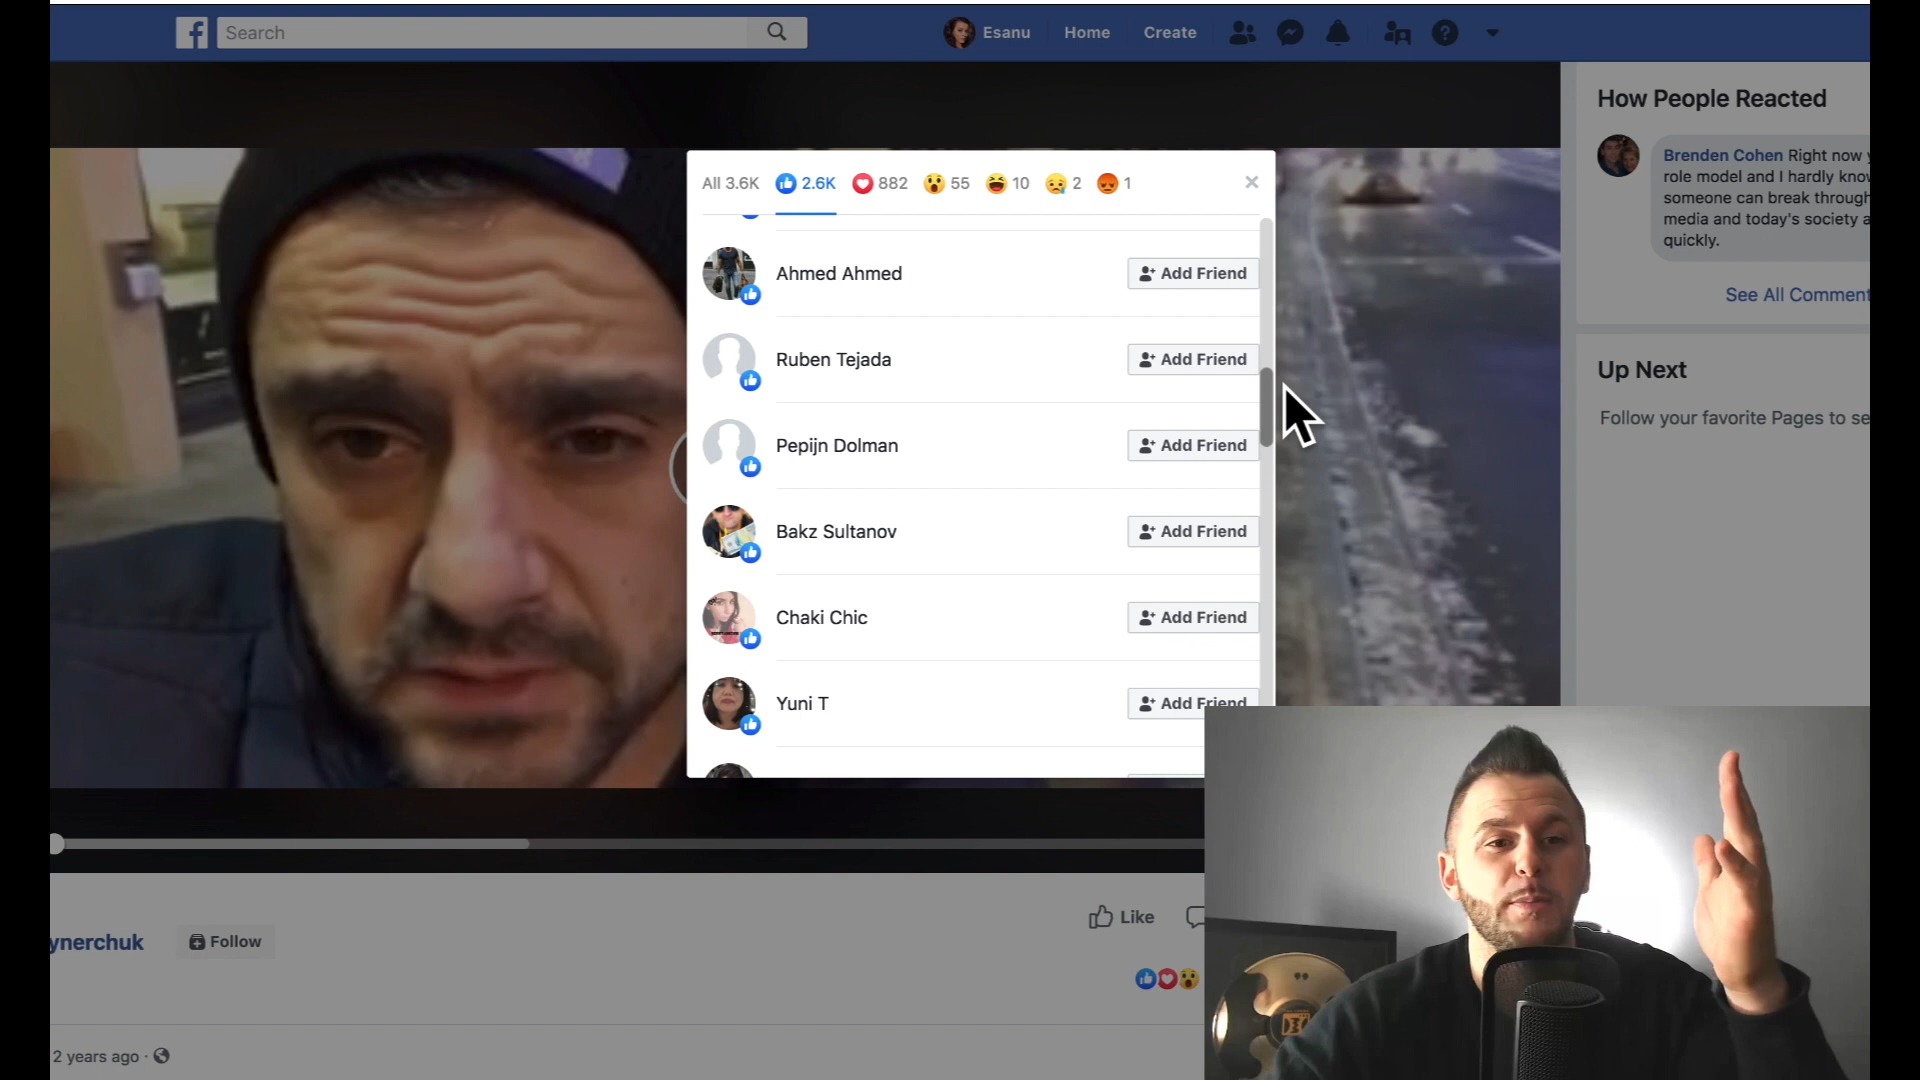 Search
Esanu
Home
Create
How People Reacted
Brenden Cohen Right now
role model and I hardly know
someone can break through
media and today's society a
quickly.
See All Comment
Up Next
Follow your favorite Pages to se
All 3.6K
2.6K
882
55
10
2
1
Ahmed Ahmed
Add Friend
Ruben Tejada
Add Friend
Pepijn Dolman
Add Friend
Bakz Sultanov
Add Friend
Chaki Chic
Add Friend
Yuni T
Add Friend
ynerchuk
Follow
Like
2 years ago ·